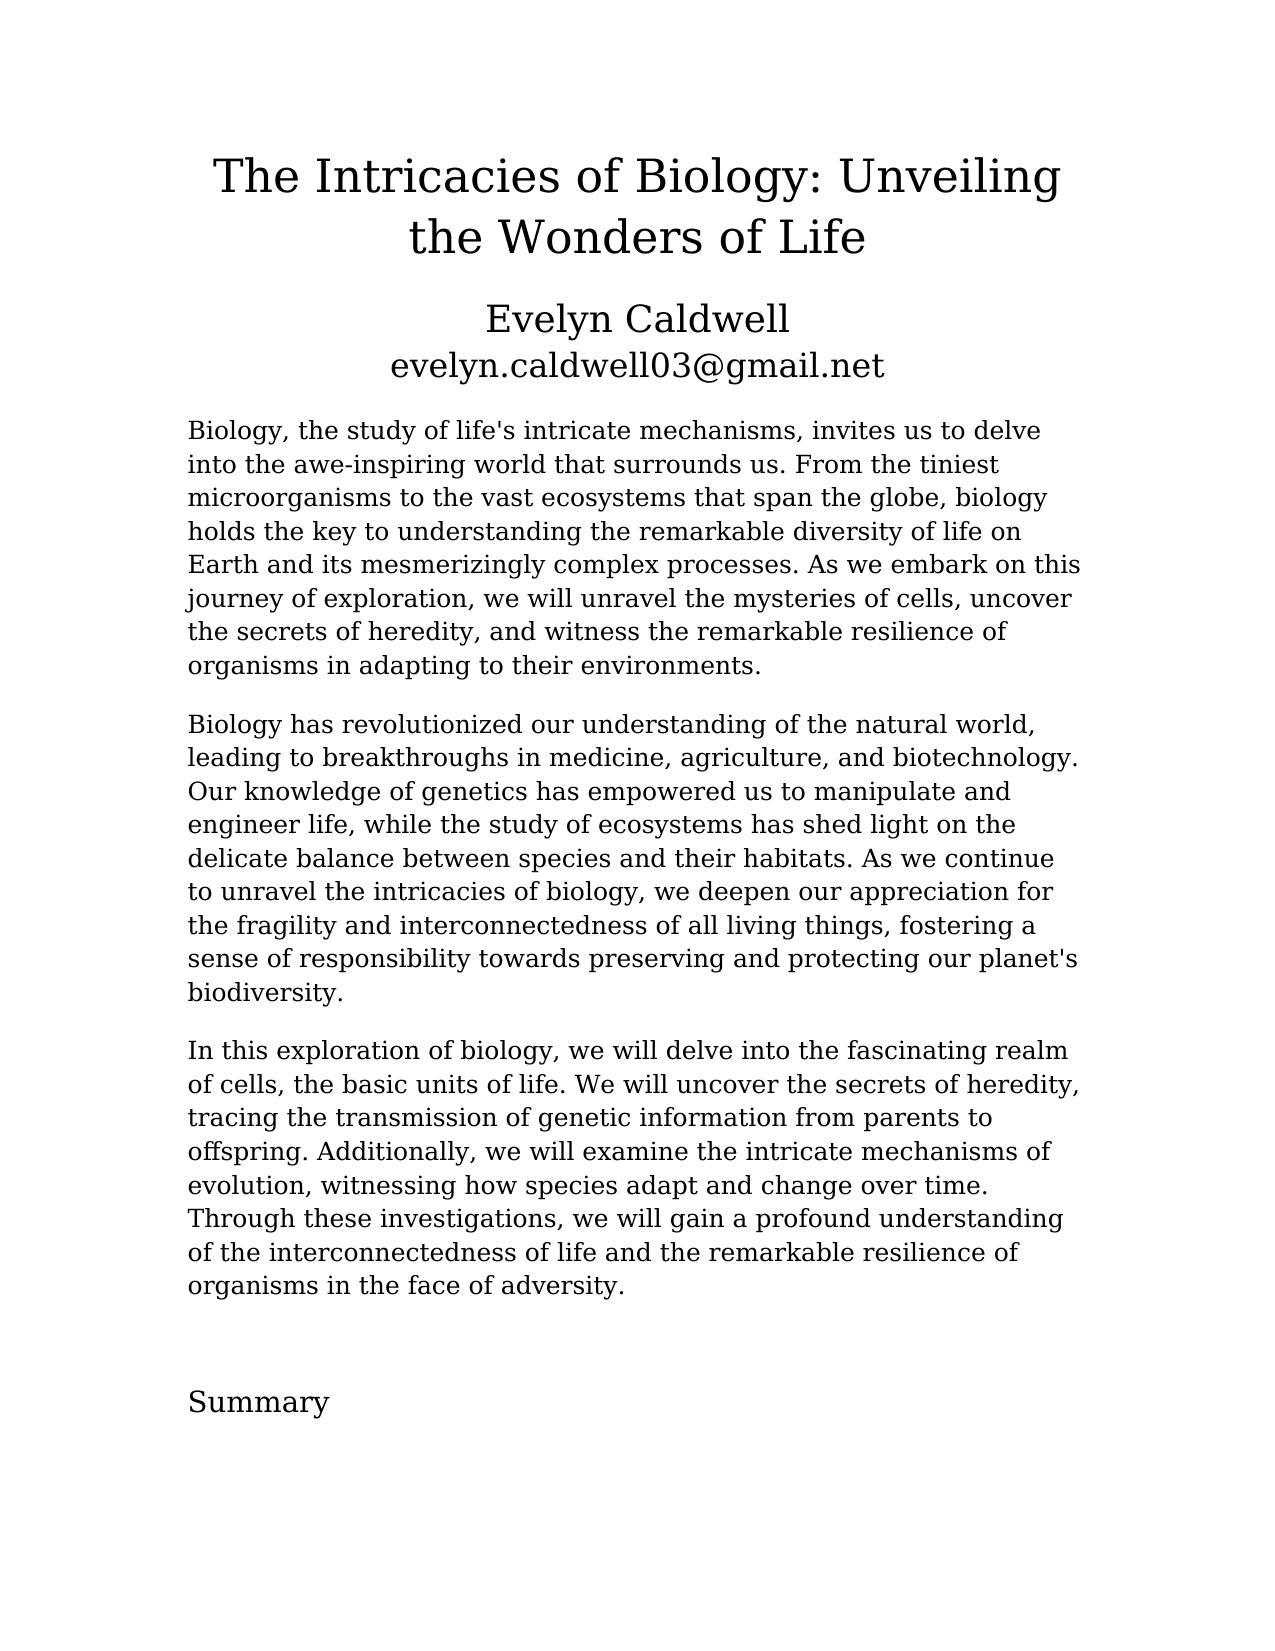 The Intricacies of Biology: Unveiling
the Wonders of Life
Evelyn Caldwell
evelyn.caldwell03@gmail.net
Biology, the study of life's intricate mechanisms, invites us to delve
into the awe-inspiring world that surrounds us. From the tiniest
microorganisms to the vast ecosystems that span the globe, biology
holds the key to understanding the remarkable diversity of life on
Earth and its mesmerizingly complex processes. As we embark on this
journey of exploration, we will unravel the mysteries of cells, uncover
the secrets of heredity, and witness the remarkable resilience of
organisms in adapting to their environments.
Biology has revolutionized our understanding of the natural world,
leading to breakthroughs in medicine, agriculture, and biotechnology.
Our knowledge of genetics has empowered us to manipulate and
engineer life, while the study of ecosystems has shed light on the
delicate balance between species and their habitats. As we continue
to unravel the intricacies of biology, we deepen our appreciation for
the fragility and interconnectedness of all living things, fostering a
sense of responsibility towards preserving and protecting our planet's
biodiversity.
In this exploration of biology, we will delve into the fascinating realm
of cells, the basic units of life. We will uncover the secrets of heredity,
tracing the transmission of genetic information from parents to
offspring. Additionally, we will examine the intricate mechanisms of
evolution, witnessing how species adapt and change over time.
Through these investigations, we will gain a profound understanding
of the interconnectedness of life and the remarkable resilience of
organisms in the face of adversity.
Summary